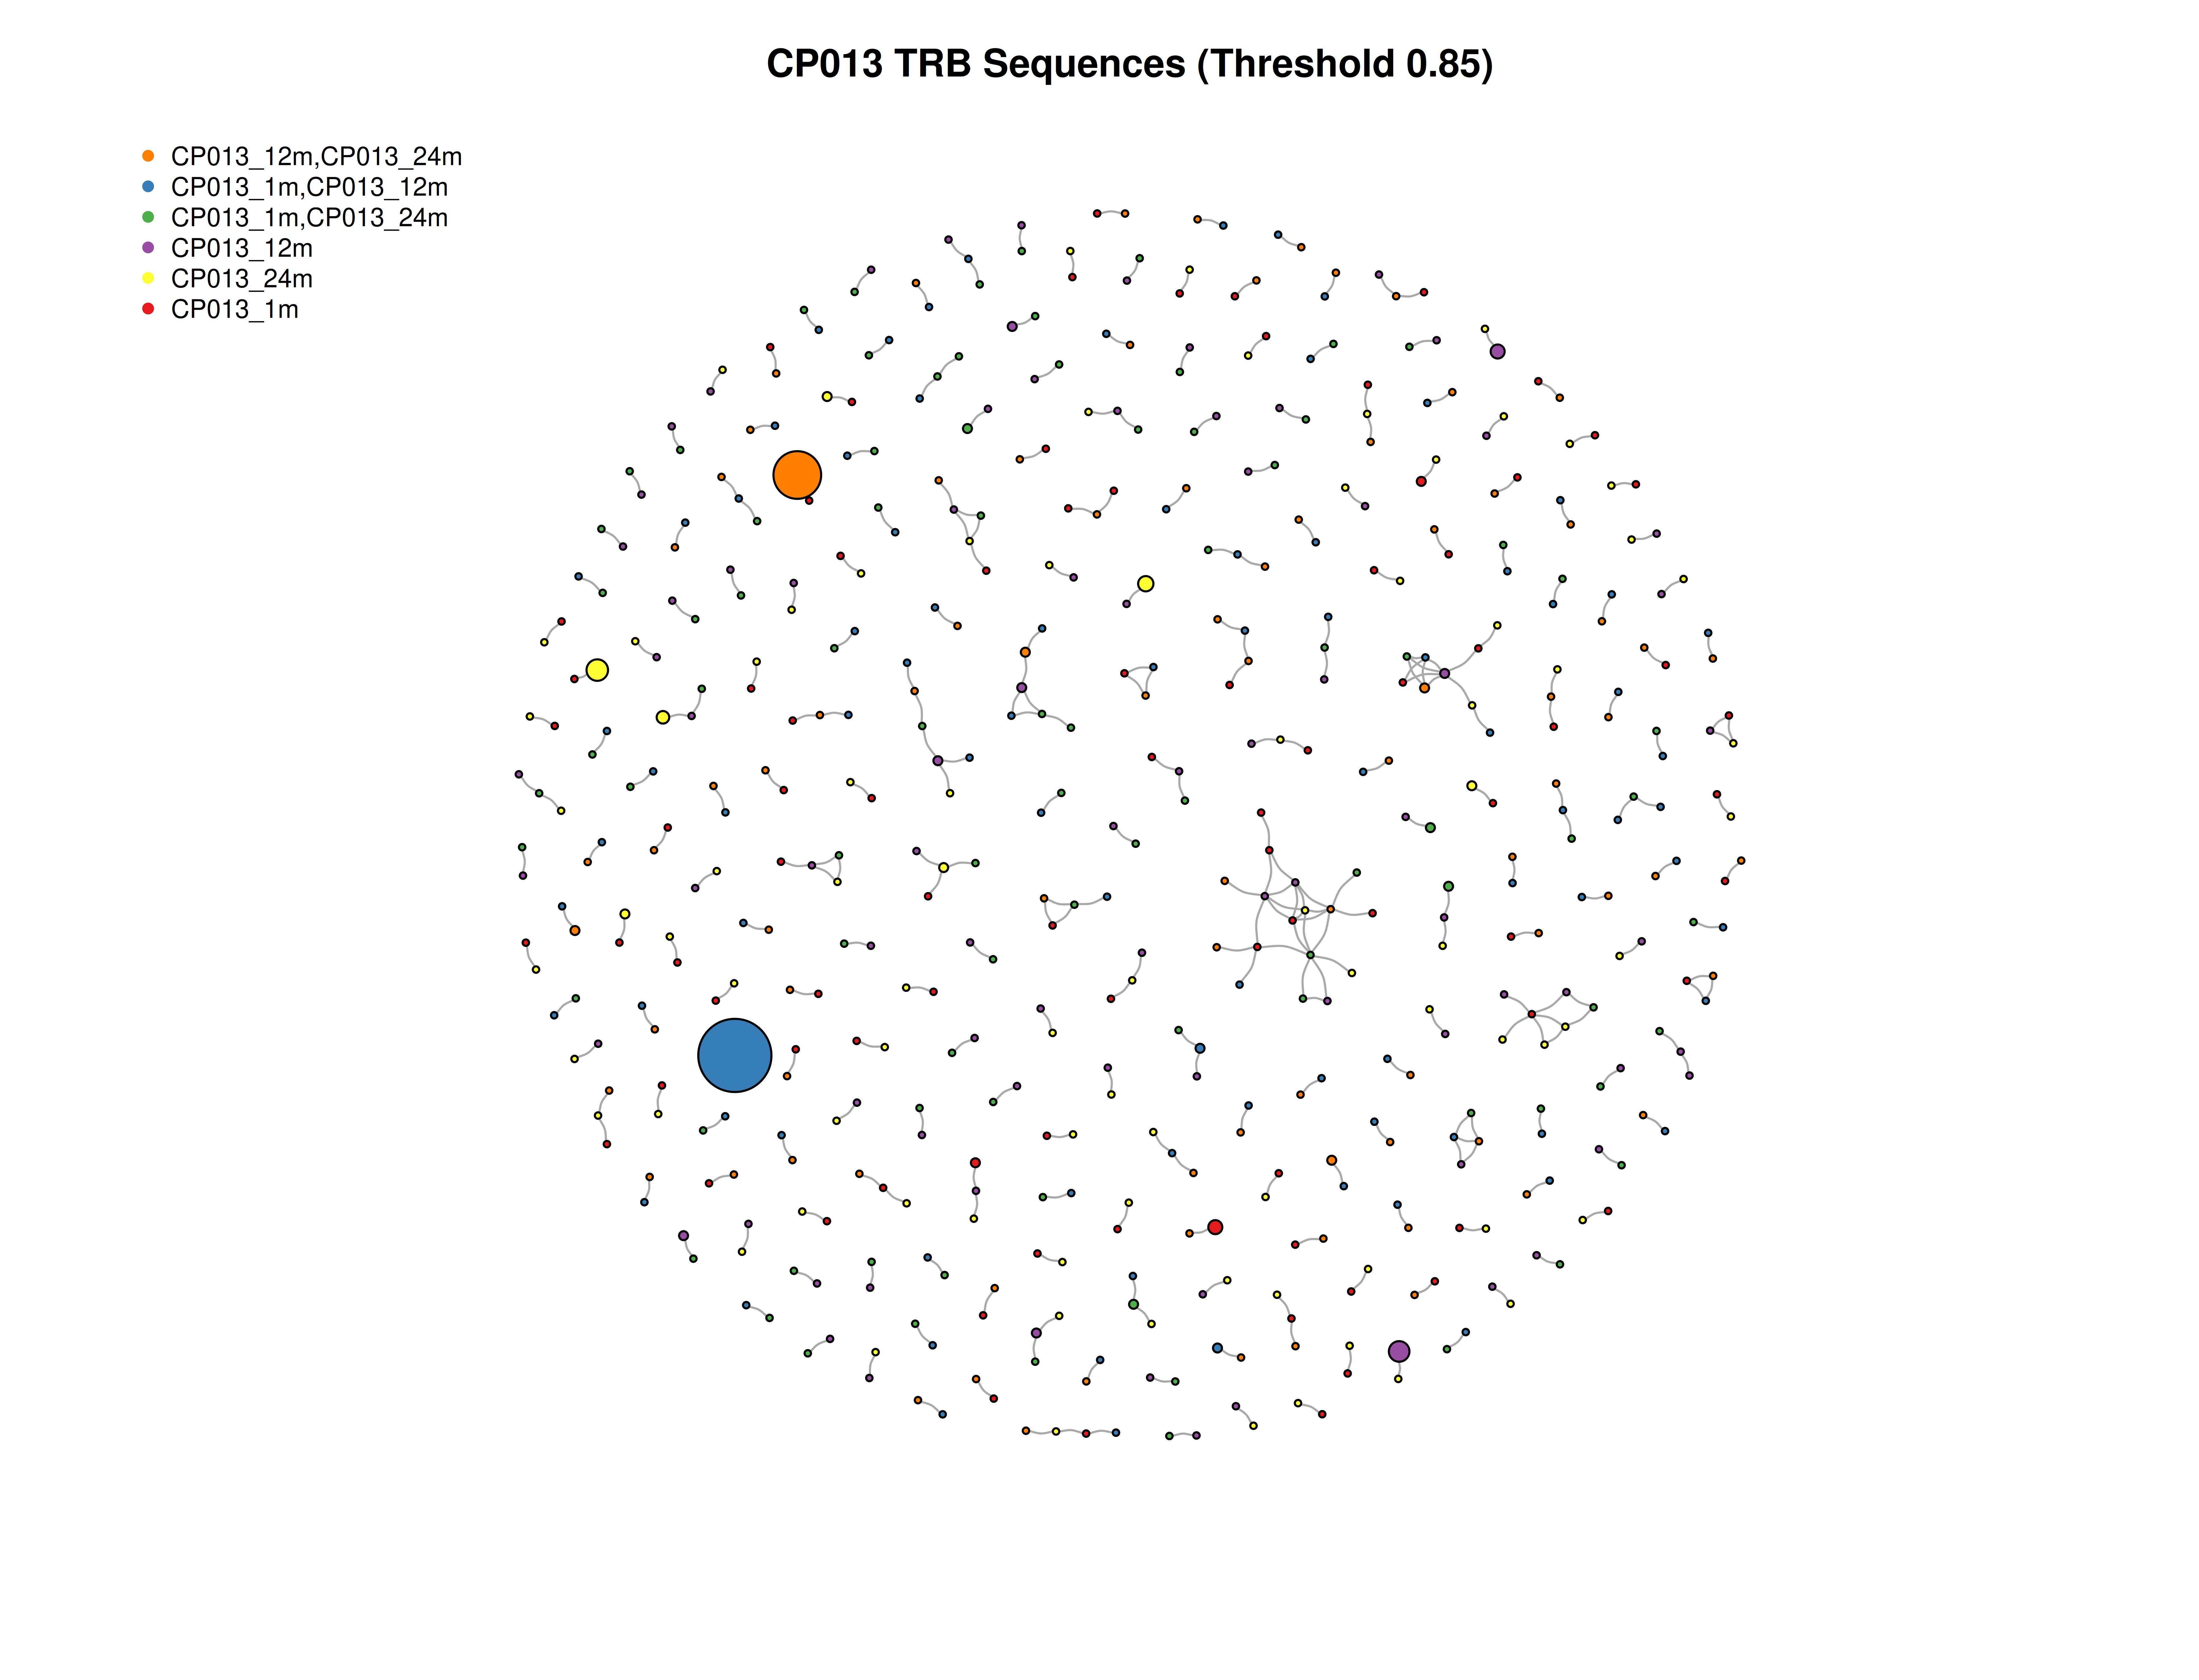 CP013 TRB Sequences (Threshold 0.85)
CP013_12m,CP013_24m
CP013_1m,CP013_12m
CP013_1m,CP013_24m
CP013_12m
CP013_24m
CP013_1m